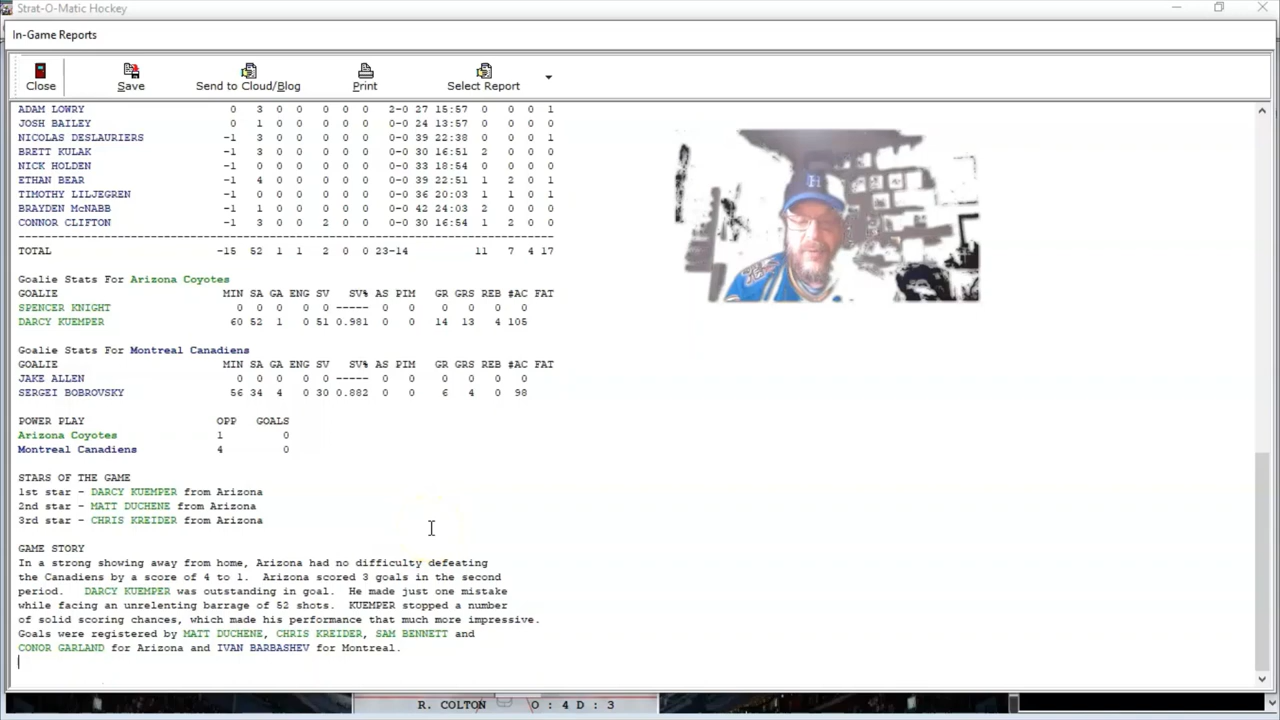 Strat-O-Matic Hockey
In-Game Reports
Close Save Send to Cloud/Blog Print Select Report
ADAM LOWRY 0 3 0 0 0 0 0 2-0 27 15:57 0 0 0 1
JOSH BAILEY 0 1 0 0 0 0 0 0-0 24 13:57 0 0 0 0
NICOLAS DESLAURIERS -1 3 0 0 0 0 0 0-0 39 22:38 0 0 0 1
BRETT KULAK -1 3 0 0 0 0 0 0-0 30 16:51 2 0 0 0
NICK HOLDEN -1 0 0 0 0 0 0 0-0 33 18:54 0 0 0 0
ETHAN BEAR -1 4 0 0 0 0 0 0-0 39 22:51 1 2 0 1
TIMOTHY LILJEGREN -1 0 0 0 0 0 0 0-0 36 20:03 1 1 0 1
BRAYDEN McNABB -1 1 0 0 0 0 0 0-0 42 24:03 2 0 0 0
CONNOR CLIFTON -1 3 0 0 2 0 0 0-0 30 16:54 1 2 0 0
TOTAL -15 52 1 1 2 0 0 23-14 11 7 4 17
Goalie Stats For Arizona Coyotes
GOALIE MIN SA GA ENG SV SV% AS PIM GR GRS REB #AC FAT
SPENCER KNIGHT 0 0 0 0 0 ----- 0 0 0 0 0 0
DARCY KUEMPER 60 52 1 0 51 0.981 0 0 14 13 4 105
Goalie Stats For Montreal Canadiens
GOALIE MIN SA GA ENG SV SV% AS PIM GR GRS REB #AC FAT
JAKE ALLEN 0 0 0 0 0 ----- 0 0 0 0 0 0
SERGEI BOBROVSKY 56 34 4 0 30 0.882 0 0 6 4 0 98
POWER PLAY OPP GOALS
Arizona Coyotes 1 0
Montreal Canadiens 4 0
STARS OF THE GAME
1st star - DARCY KUEMPER from Arizona
2nd star - MATT DUCHENE from Arizona
3rd star - CHRIS KREIDER from Arizona
GAME STORY
In a strong showing away from home, Arizona had no difficulty defeating
the Canadiens by a score of 4 to 1. Arizona scored 3 goals in the second
period. DARCY KUEMPER was outstanding in goal. He made just one mistake
while facing an unrelenting barrage of 52 shots. KUEMPER stopped a number
of solid scoring chances, which made his performance that much more impressive.
Goals were registered by MATT DUCHENE, CHRIS KREIDER, SAM BENNETT and
CONOR GARLAND for Arizona and IVAN BARBASHEV for Montreal.
R. COLTON O : 4 D : 3